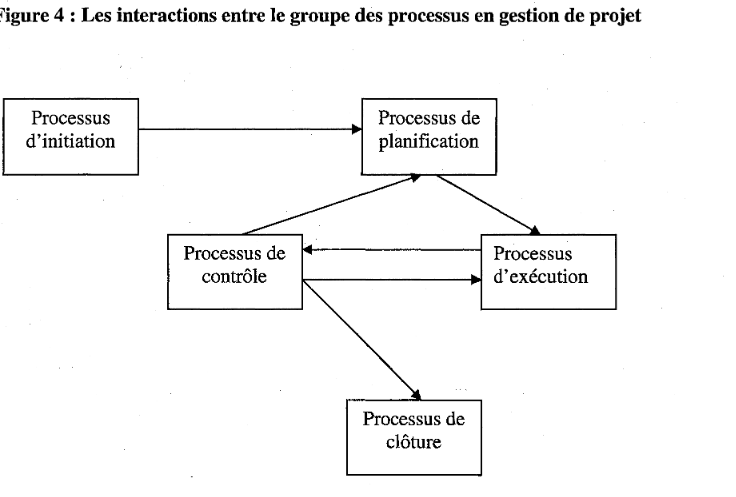 Figure 4 : Les interactions entre le groupe des processus en gestion de projet
Processus
d'initiation
Processus de
planification
Processus de
contrôle
Processus
d'exécution
Processus de
clôture